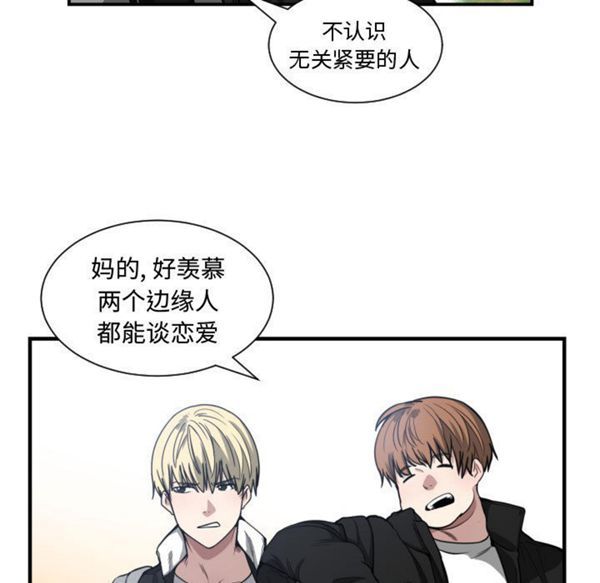 不认识
无关紧要的人
妈的, 好羡慕
两个边缘人
都能谈恋爱